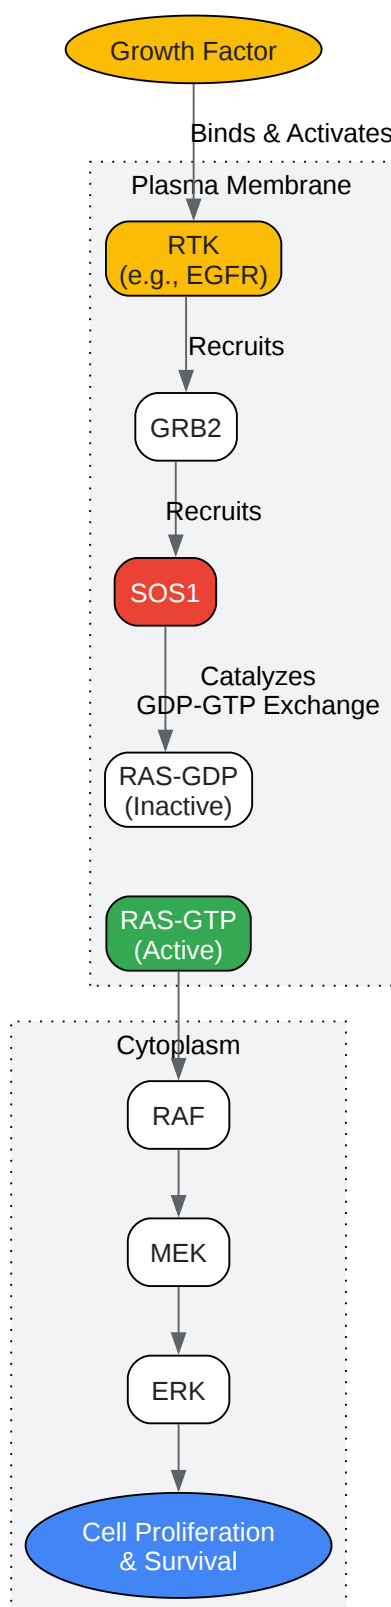 Growth Factor
Binds & Activates
Plasma Membrane
RTK
(e.g., EGFR)
Recruits
GRB2
Recruits
SOS1
Catalyzes
GDP-GTP Exchange
RAS-GDP
(Inactive)
RAS-GTP
(Active)
Cytoplasm
RAF
MEK
ERK
Cell Proliferation
& Survival